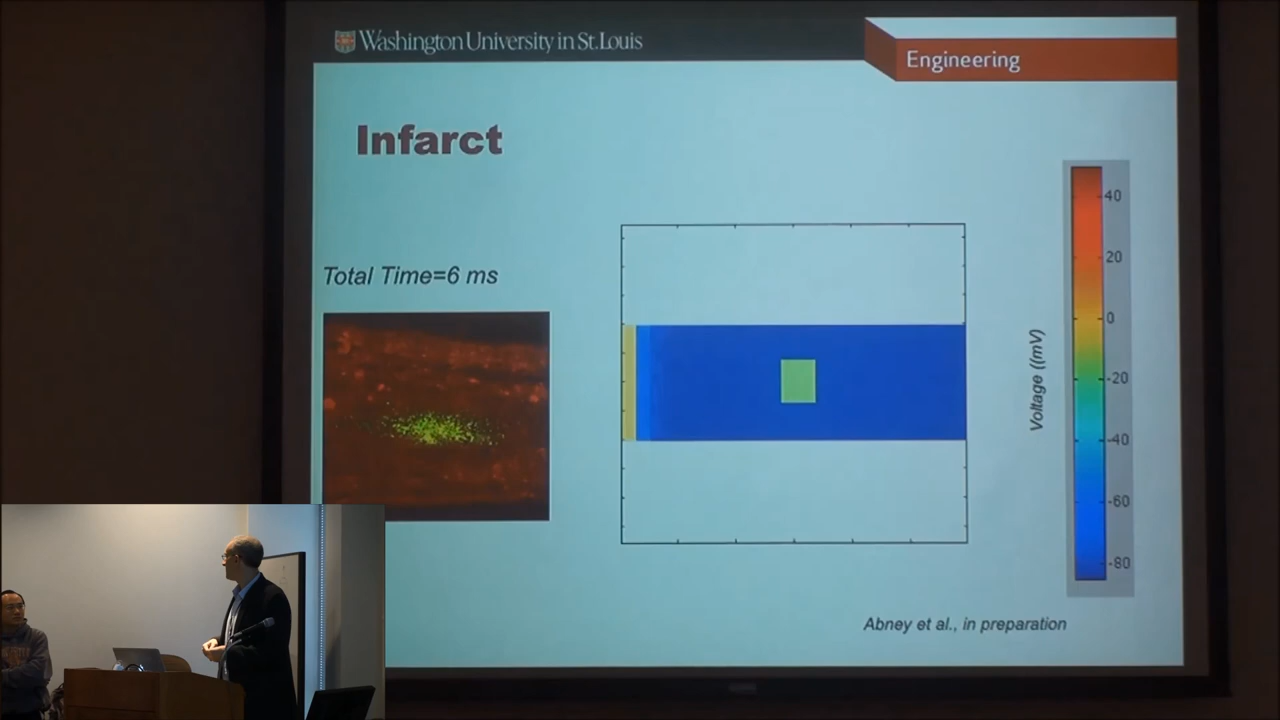 Washington University in St.Louis
Engineering
Infarct
Total Time=6 ms
40
20
0
-20
-40
-60
-80
Voltage ((mV)
Abney et al., in preparation